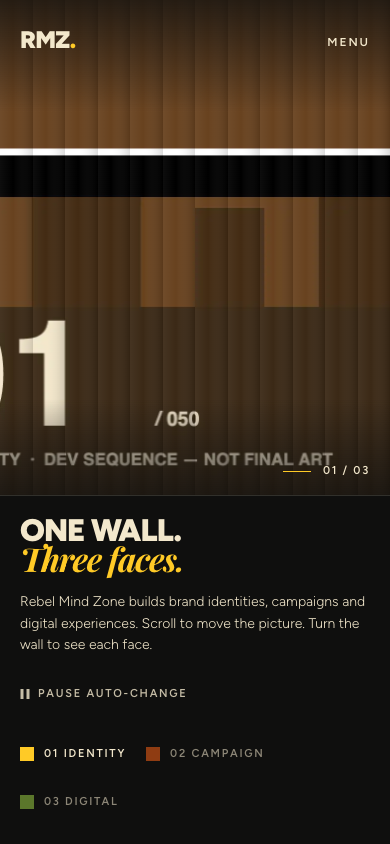 RMZ.
MENU
01
/ 050
TY · DEV SEQUENCE — NOT FINAL ART
01 / 03
ONE WALL.
Three faces.
Rebel Mind Zone builds brand identities, campaigns and
digital experiences. Scroll to move the picture. Turn the
wall to see each face.
PAUSE AUTO-CHANGE
01 IDENTITY
02 CAMPAIGN
03 DIGITAL